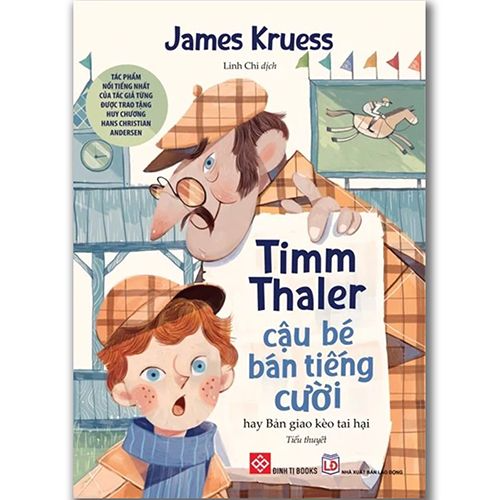 James Kruess
Linh Chi dịch
TÁC PHẨM
NỔI TIẾNG NHẤT
CỦA TÁC GIẢ TỪNG
ĐƯỢC TRAO TẶNG
HUY CHƯƠNG
HANS CHRISTIAN
ANDERSEN
Timm
Thaler
cậu bé
bán tiếng
cười
hay Bản giao kèo tai hại
Tiểu thuyết
ĐINH TỊ BOOKS
LĐ
NHÀ XUẤT BẢN LAO ĐỘNG